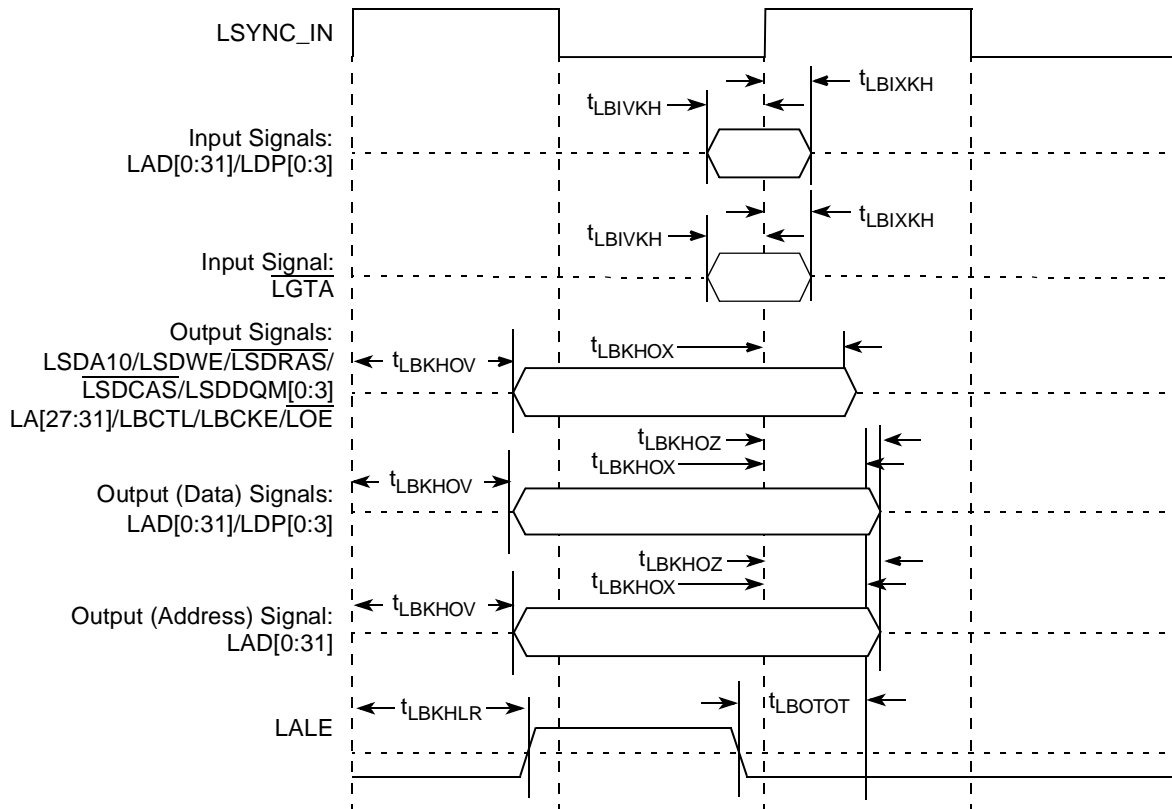 LSYNC_IN
tLBIXKH
tLBIVKH
Input Signals:
LAD[0:31]/LDP[0:3]
tLBIXKH
tLBIVKH
Input Signal:
LGTA
Output Signals:
LSDA10/LSDWE/LSDRAS/
LSDCAS/LSDDQM[0:3]
LA[27:31]/LBCTL/LBCKE/LOE
tLBKHOV
tLBKHOX
tLBKHOZ
tLBKHOX
tLBKHOV
Output (Data) Signals:
LAD[0:31]/LDP[0:3]
tLBKHOZ
tLBKHOX
tLBKHOV
Output (Address) Signal:
LAD[0:31]
tLBKHLR
tLBOTOT
LALE